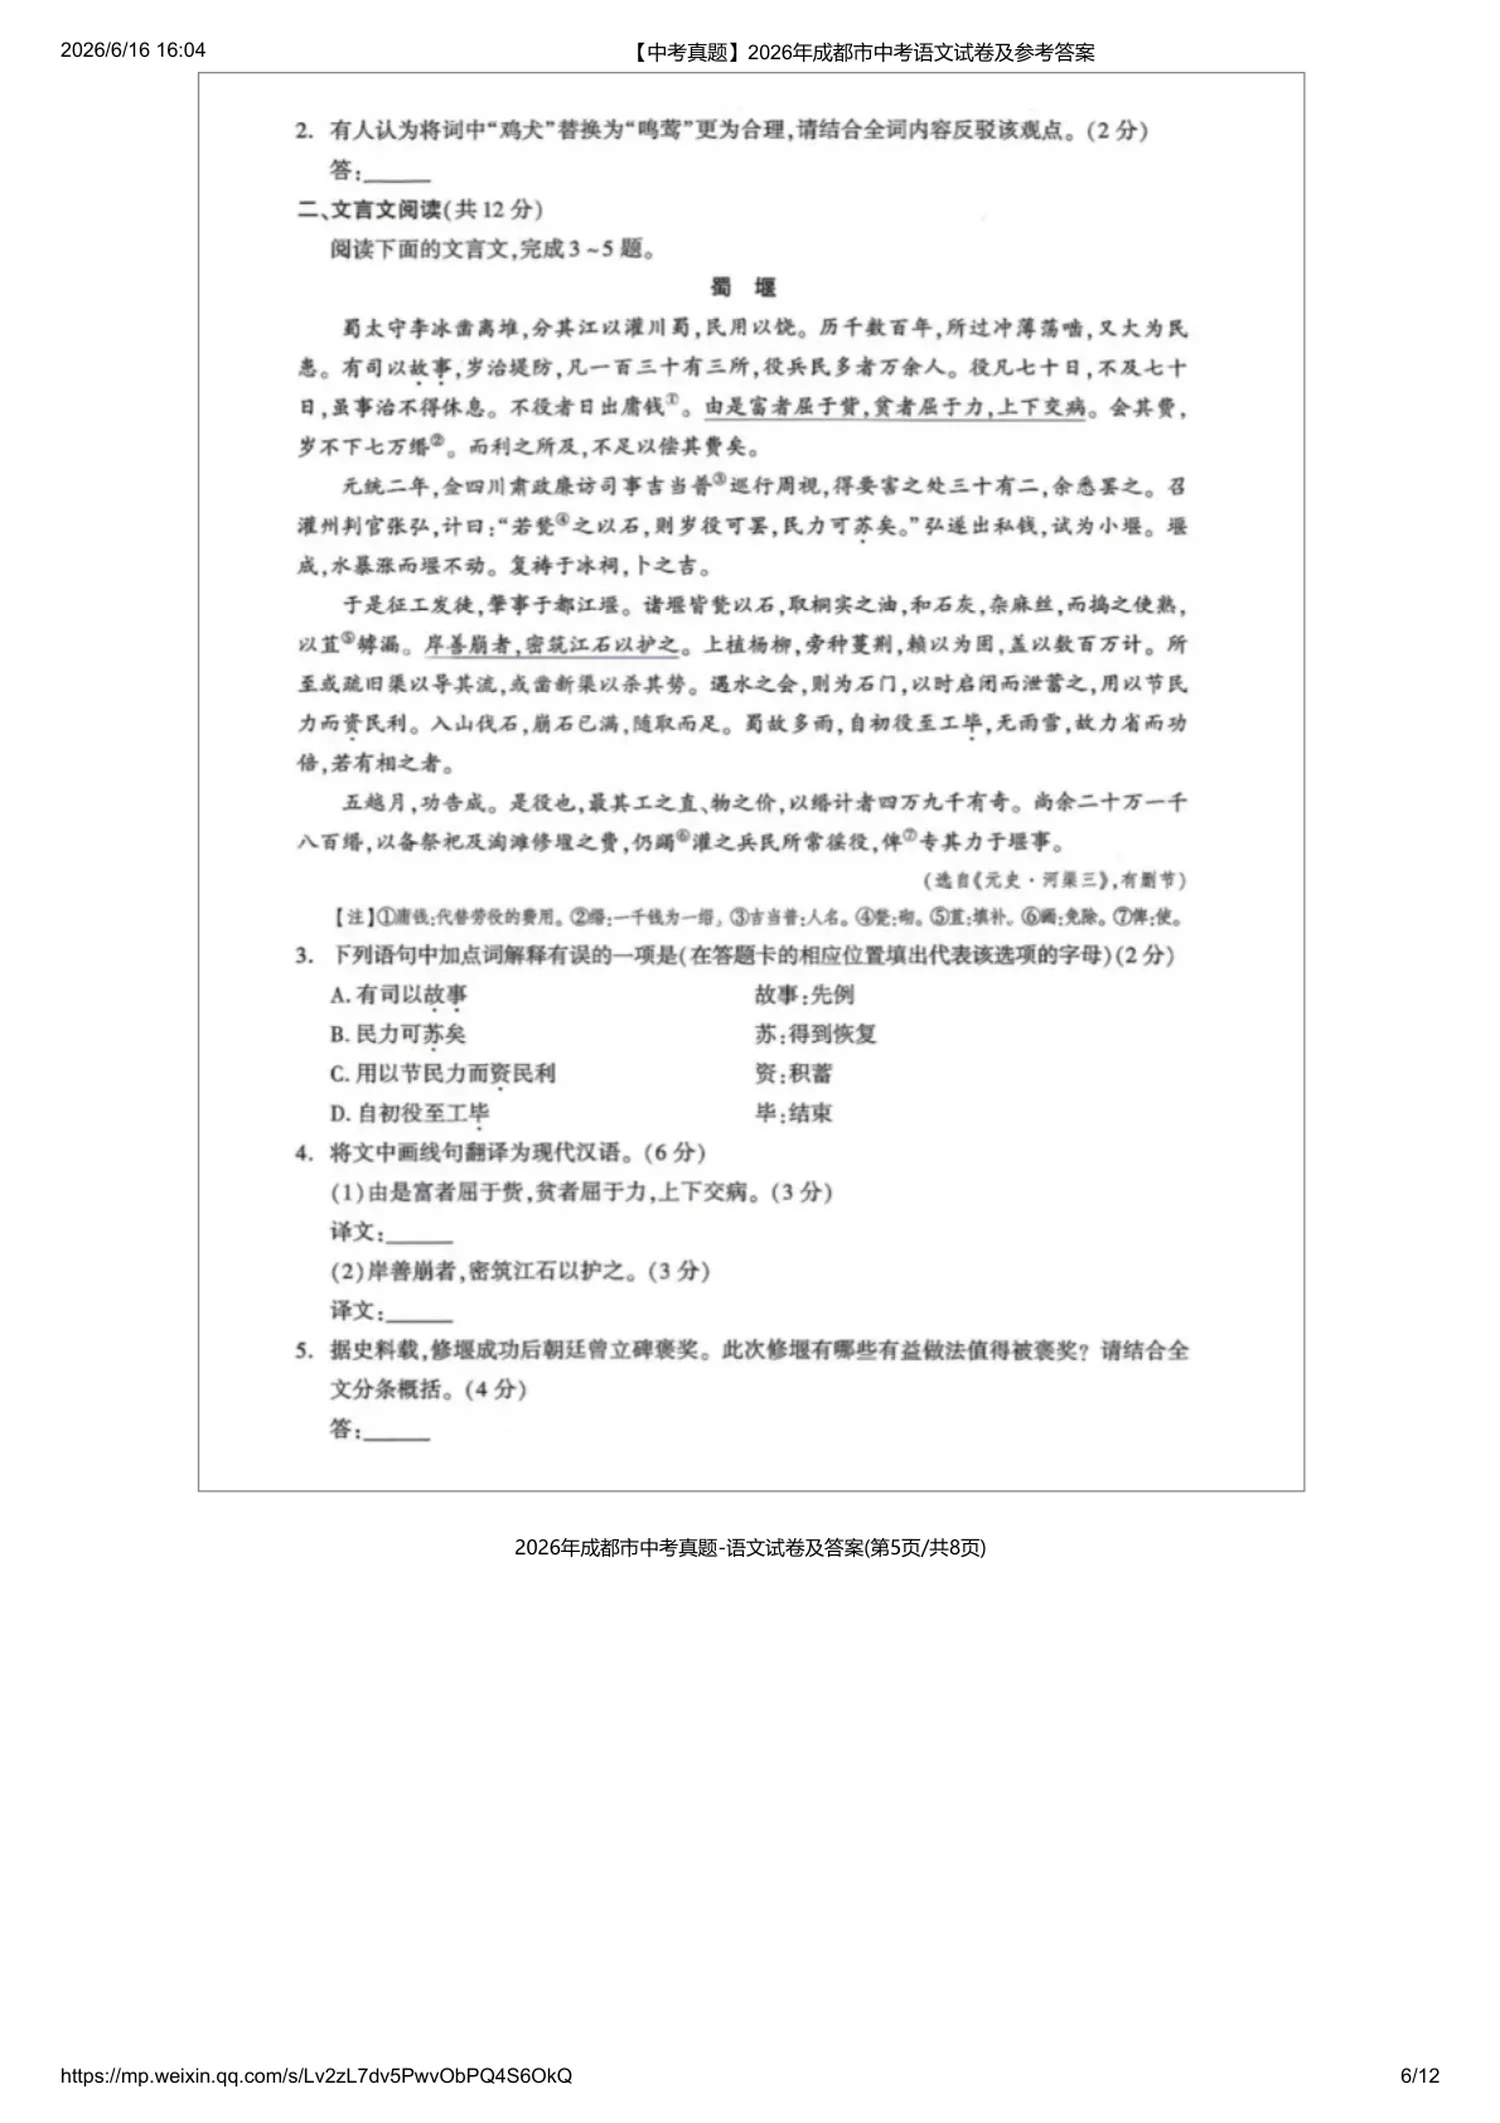 2026/6/16 16:04
【中考真题】2026年成都市中考语文试卷及参考答案
2. 有人认为将词中“鸡犬”替换为“鸣莺”更为合理,请结合全词内容反驳该观点。(2分)
答:_____
二、文言文阅读(共12分)
阅读下面的文言文,完成3~5题。
蜀 堰
蜀太守李冰凿离堆,分其江以灌川蜀,民用以饶。历千数百年,所过冲薄荡啮,又大为民
患。有司以故事,岁治堤防,凡一百三十有三所,役兵民多者万余人。役凡七十日,不及七十
日,虽事治不得休息。不役者日出庸钱①。由是富者屈于赀,贫者屈于力,上下交病。会其费,
岁不下七万缗②。而利之所及,不足以偿其费矣。
元统二年,佥四川肃政廉访司事吉当普③巡行周视,得要害之处三十有二,余悉罢之。召
灌州判官张弘,计曰:“若甃④之以石,则岁役可罢,民力可苏矣。”弘遂出私钱,试为小堰。堰
成,水暴涨而堰不动。复祷于冰祠,卜之吉。
于是征工发徒,肇事于都江堰。诸堰皆甃以石,取桐实之油,和石灰,杂麻丝,而捣之使熟,
以苴⑤罅漏。岸善崩者,密筑江石以护之。上植杨柳,旁种蔓荆,赖以为固,盖以数百万计。所
至或疏旧渠以导其流,或凿新渠以杀其势。遇水之会,则为石门,以时启闭而泄蓄之,用以节民
力而资民利。入山伐石,崩石已满,随取而足。蜀故多雨,自初役至工毕,无雨雪,故力省而功
倍,若有相之者。
五越月,功告成。是役也,最其工之直、物之价,以缗计者四万九千有奇。尚余二十万一千
八百缗,以备祭祀及淘滩修堰之费,仍蠲⑥灌之兵民所常徭役,俾⑦专其力于堰事。
(选自《元史·河渠三》,有删节)
【注】①庸钱:代替劳役的费用。②缗:一千钱为一缗。③吉当普:人名。④甃:砌。⑤苴:填补。⑥蠲:免除。⑦俾:使。
3. 下列语句中加点词解释有误的一项是(在答题卡的相应位置填出代表该选项的字母)(2分)
A. 有司以故事 故事:先例
B. 民力可苏矣 苏:得到恢复
C. 用以节民力而资民利 资:积蓄
D. 自初役至工毕 毕:结束
4. 将文中画线句翻译为现代汉语。(6分)
(1)由是富者屈于赀,贫者屈于力,上下交病。(3分)
译文:_____
(2)岸善崩者,密筑江石以护之。(3分)
译文:_____
5. 据史料载,修堰成功后朝廷曾立碑褒奖。此次修堰有哪些有益做法值得被褒奖? 请结合全
文分条概括。(4分)
答:_____
2026年成都市中考真题-语文试卷及答案(第5页/共8页)
https://mp.weixin.qq.com/s/Lv2zL7dv5PwvObPQ4S6OkQ
6/12